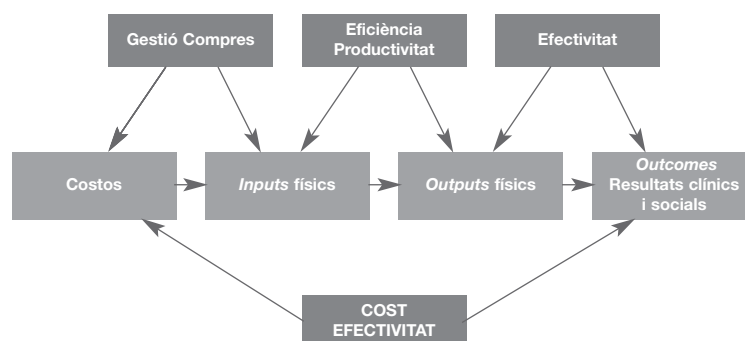 Gestió Compres
Eficiència
Productivitat
Efectivitat
Costos
Inputs físics
Outputs físics
Outcomes
Resultats clínics
i socials
COST
EFECTIVITAT